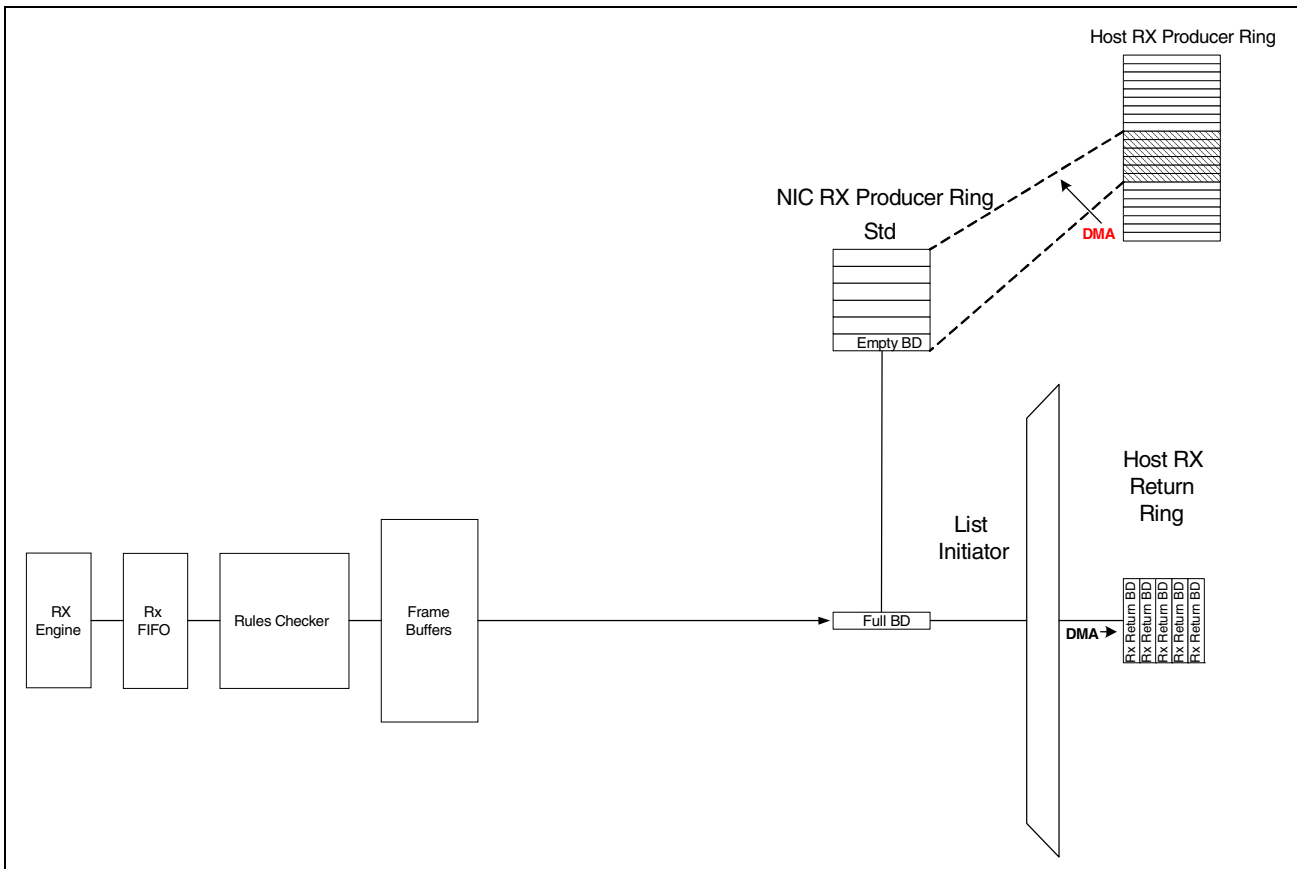 Host RX Producer Ring
NIC RX Producer Ring
Std
DMA
Empty BD
Host RX
Return
Ring
List
Initiator
RX
Engine
Rx
FIFO
Rules Checker
Frame
Buffers
Full BD
DMA
Rx Return BD
Rx Return BD
Rx Return BD
Rx Return BD
Rx Return BD